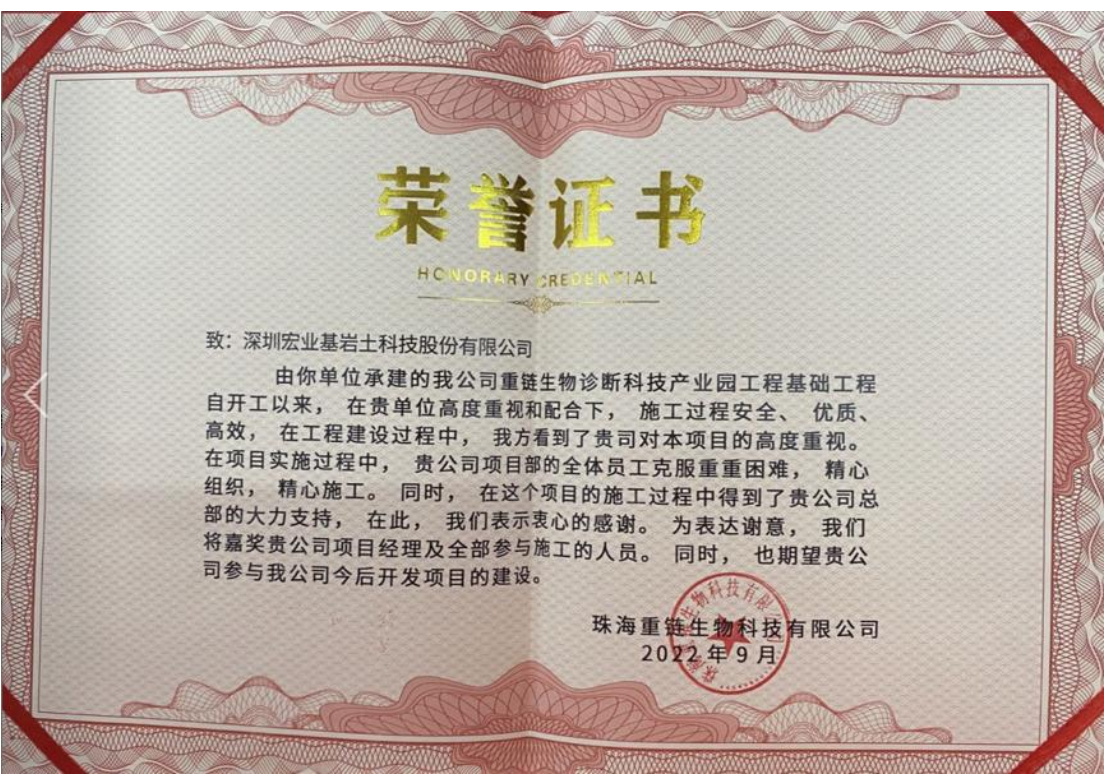 荣誉证书
HONORARY CREDENTIAL
致：深圳宏业基岩土科技股份有限公司
由你单位承建的我公司重链生物诊断科技产业园工程基础工程
自开工以来，在贵单位高度重视和配合下，施工过程安全、优质、
高效，在工程建设过程中，我方看到了贵司对本项目的高度重视。
在项目实施过程中，贵公司项目部的全体员工克服重重困难，精心
组织，精心施工。同时，在这个项目的施工过程中得到了贵公司总
部的大力支持，在此，我们表示衷心的感谢。为表达谢意，我们
将嘉奖贵公司项目经理及全部参与施工的人员。同时，也期望贵公
司参与我公司今后开发项目的建设。
珠海重链生物科技有限公司
2022年9月